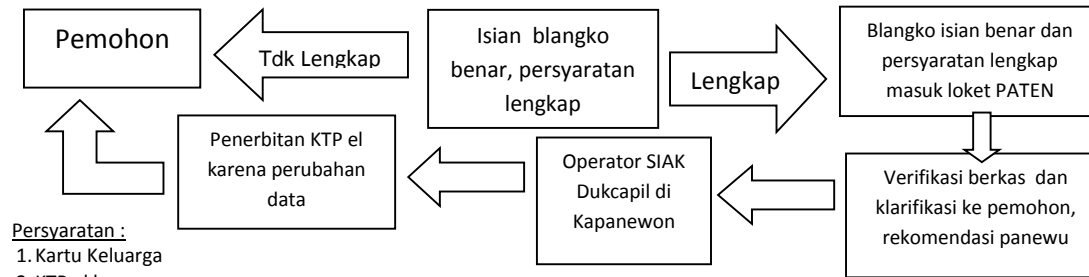 Pemohon
Tdk Lengkap
Isian blangko
benar, persyaratan
lengkap
Lengkap
Blangko isian benar dan
persyaratan lengkap
masuk loket PATEN
Penerbitan KTP el
karena perubahan
data
Operator SIAK
Dukcapil di
Kapanewon
Verifikasi berkas dan
klarifikasi ke pemohon,
rekomendasi panewu
Persyaratan :
1. Kartu Keluarga